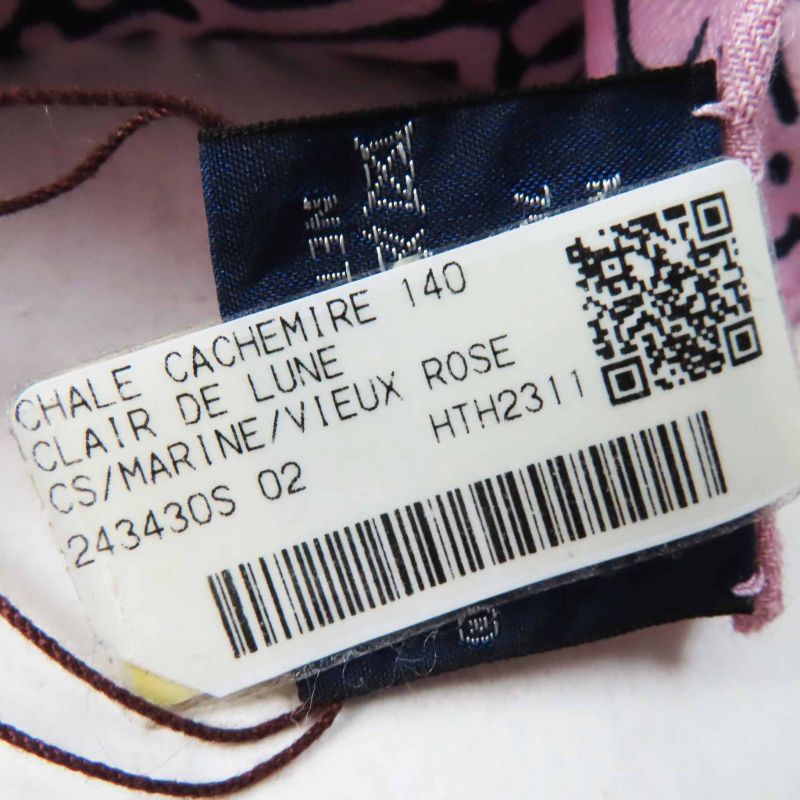 CHALE CACHEMIRE 140
CLAIR DE LUNE
CS/MARINE/VIEUX ROSE
243430S 02 HTH2311